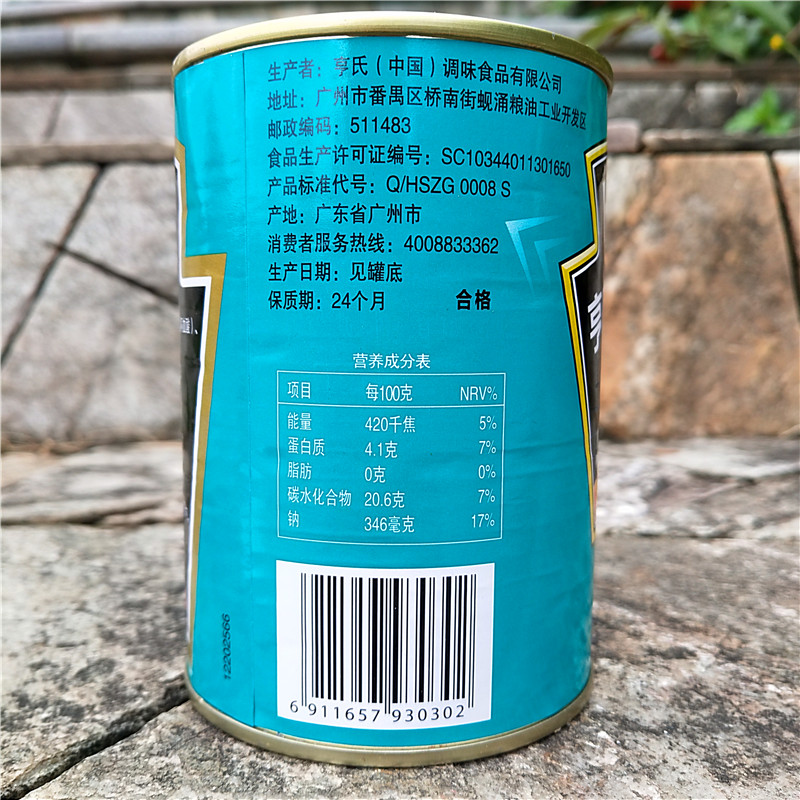 生产者：亨氏（中国）调味食品有限公司
地址：广州市番禺区桥南街蚬涌粮油工业开发区
邮政编码：511483
食品生产许可证编号：SC10344011301650
产品标准代号：Q/HSZG 0008 S
产地：广东省广州市
消费者服务热线：4008833362
生产日期：见罐底
保质期：24个月 合格
营养成分表
项目 每100克 NRV%
能量 420千焦 5%
蛋白质 4.1克 7%
脂肪 0克 0%
碳水化合物 20.6克 7%
钠 346毫克 17%
12202566
6 911657 930302
亨